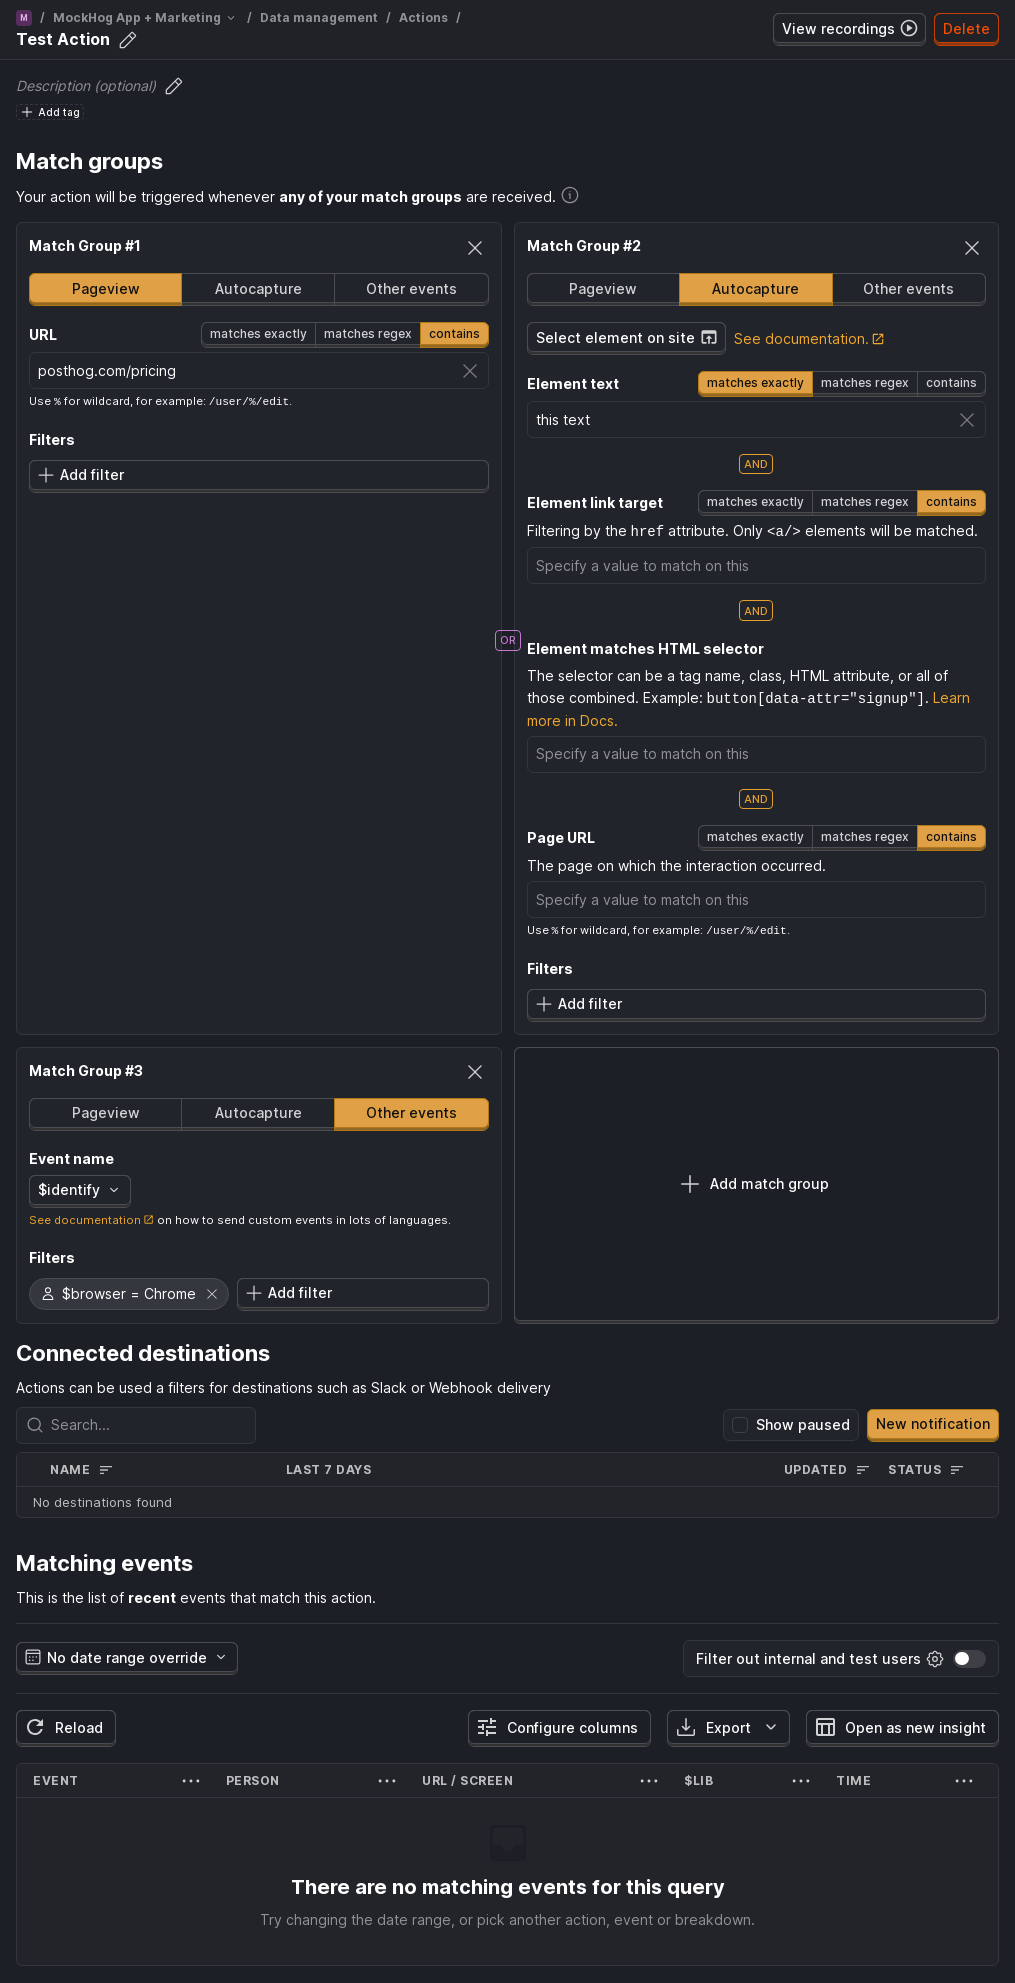 M / MockHog App + Marketing / Data management / Actions /
Test Action
View recordings
Delete
Description (optional)
Add tag
Match groups
Your action will be triggered whenever any of your match groups are received.
Match Group #1
Pageview Autocapture Other events
URL
matches exactly matches regex contains
posthog.com/pricing
Use % for wildcard, for example: /user/%/edit.
Filters
Add filter
OR
Match Group #2
Pageview Autocapture Other events
Select element on site See documentation.
Element text
matches exactly matches regex contains
this text
AND
Element link target
matches exactly matches regex contains
Filtering by the href attribute. Only <a/> elements will be matched.
Specify a value to match on this
AND
Element matches HTML selector
The selector can be a tag name, class, HTML attribute, or all of
those combined. Example: button[data-attr="signup"]. Learn
more in Docs.
Specify a value to match on this
AND
Page URL
matches exactly matches regex contains
The page on which the interaction occurred.
Specify a value to match on this
Use % for wildcard, for example: /user/%/edit.
Filters
Add filter
Match Group #3
Pageview Autocapture Other events
Event name
$identify
See documentation on how to send custom events in lots of languages.
Filters
$browser = Chrome Add filter
Add match group
Connected destinations
Actions can be used a filters for destinations such as Slack or Webhook delivery
Search... Show paused New notification
NAME LAST 7 DAYS UPDATED STATUS
No destinations found
Matching events
This is the list of recent events that match this action.
No date range override Filter out internal and test users
Reload Configure columns Export Open as new insight
EVENT PERSON URL / SCREEN $LIB TIME
There are no matching events for this query
Try changing the date range, or pick another action, event or breakdown.